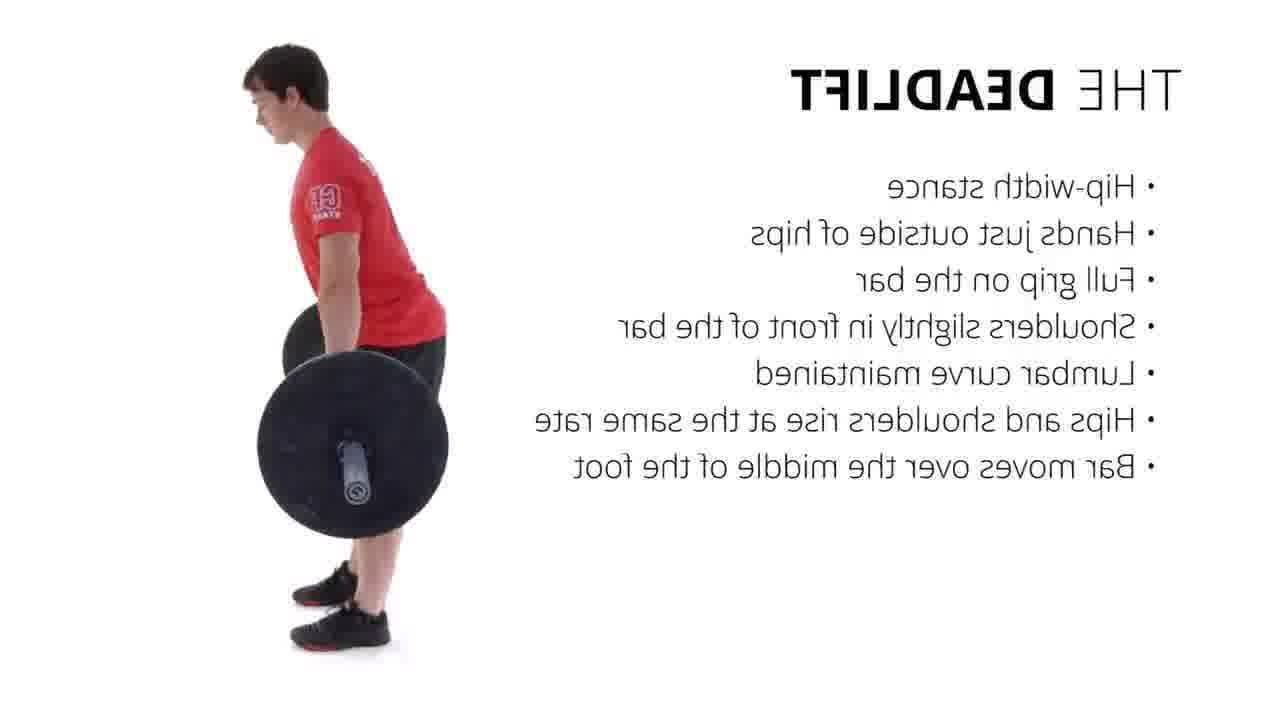 THE DEADLIFT
• Hip-width stance
• Hands just outside of hips
• Full grip on the bar
• Shoulders slightly in front of the bar
• Lumbar curve maintained
• Hips and shoulders rise at the same rate
• Bar moves over the middle of the foot